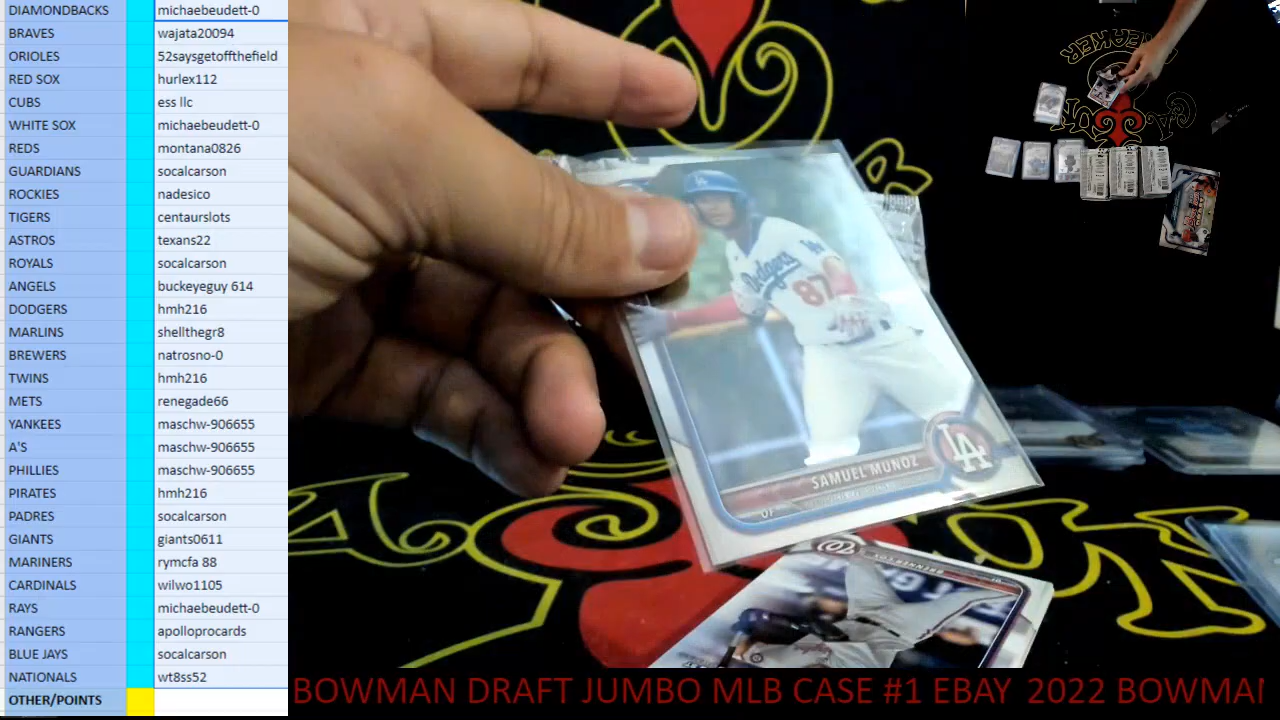 DIAMONDBACKS michaebeudett-0
BRAVES wajata20094
ORIOLES 52saysgetoffthefield
RED SOX hurlex112
CUBS ess llc
WHITE SOX michaebeudett-0
REDS montana0826
GUARDIANS socalcarson
ROCKIES nadesico
TIGERS centaurslots
ASTROS texans22
ROYALS socalcarson
ANGELS buckeyeguy 614
DODGERS hmh216
MARLINS shellthegr8
BREWERS natrosno-0
TWINS hmh216
METS renegade66
YANKEES maschw-906655
A'S maschw-906655
PHILLIES maschw-906655
PIRATES hmh216
PADRES socalcarson
GIANTS giants0611
MARINERS rymcfa 88
CARDINALS wilwo1105
RAYS michaebeudett-0
RANGERS apolloprocards
BLUE JAYS socalcarson
NATIONALS wt8ss52
OTHER/POINTS
LA
Dodgers
87
SAMUEL MUNOZ
LA
OF
BOWMAN DRAFT JUMBO MLB CASE #1 EBAY 2022 BOWMAN